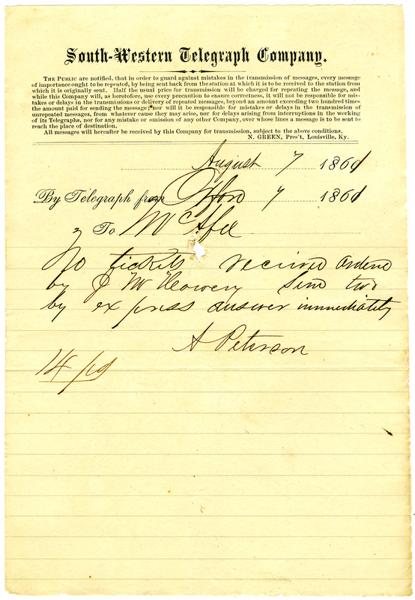 South-Western Telegraph Company.
THE PUBLIC are notified, that in order to guard against mistakes in the transmission of messages, every message
of importance ought to be repeated, by being sent back from the station at which it is to be received to the station from
which it is originally sent. Half the usual price for transmission will be charged for repeating the message, and
while this Company will, as heretofore, use every precaution to ensure correctness, it will not be responsible for mis-
takes or delays in the transmissions or delivery of repeated messages, beyond an amount exceeding two hundred times
the amount paid for sending the message; nor will it be responsible for mistakes or delays in the transmission of
unrepeated messages, from whatever cause they may arise, nor for delays arising from interruptions in the working
of its Telegraphs, nor for any mistake or omission of any other Company, over whose lines a message is to be sent to
reach the place of destination.
All messages will hereafter be received by this Company for transmission, subject to the above conditions.
N. GREEN, Pres't, Louisville, Ky.
August 7 1861
By Telegraph from 7 1861
To McAfee
No tickets received ordered
by J M Flowery Send two
by express answer immediately
A Peterson
14/